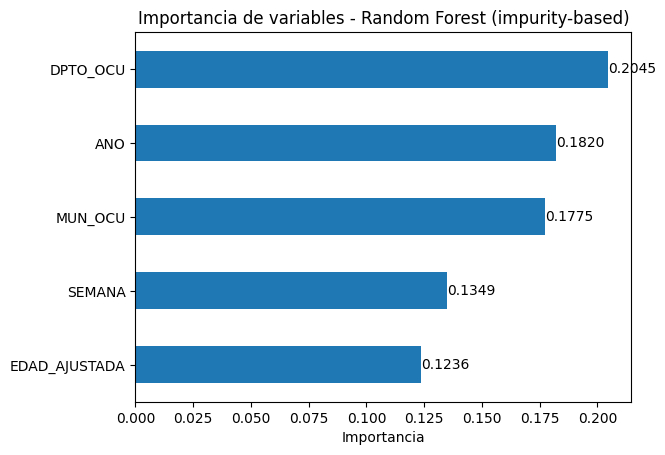 Importancia de variables - Random Forest (impurity-based)
DPTO_OCU
0.2045
ANO
0.1820
MUN_OCU
0.1775
SEMANA
0.1349
EDAD_AJUSTADA
0.1236
0.000 0.025 0.050 0.075 0.100 0.125 0.150 0.175 0.200
Importancia